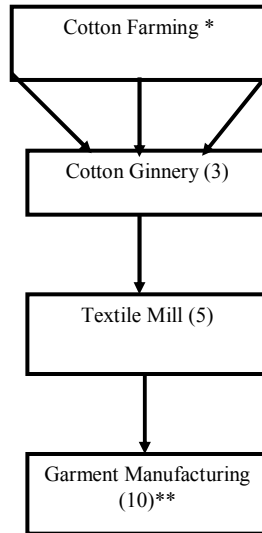 Cotton Farming *
Cotton Ginnery (3)
Textile Mill (5)
Garment Manufacturing
(10)**